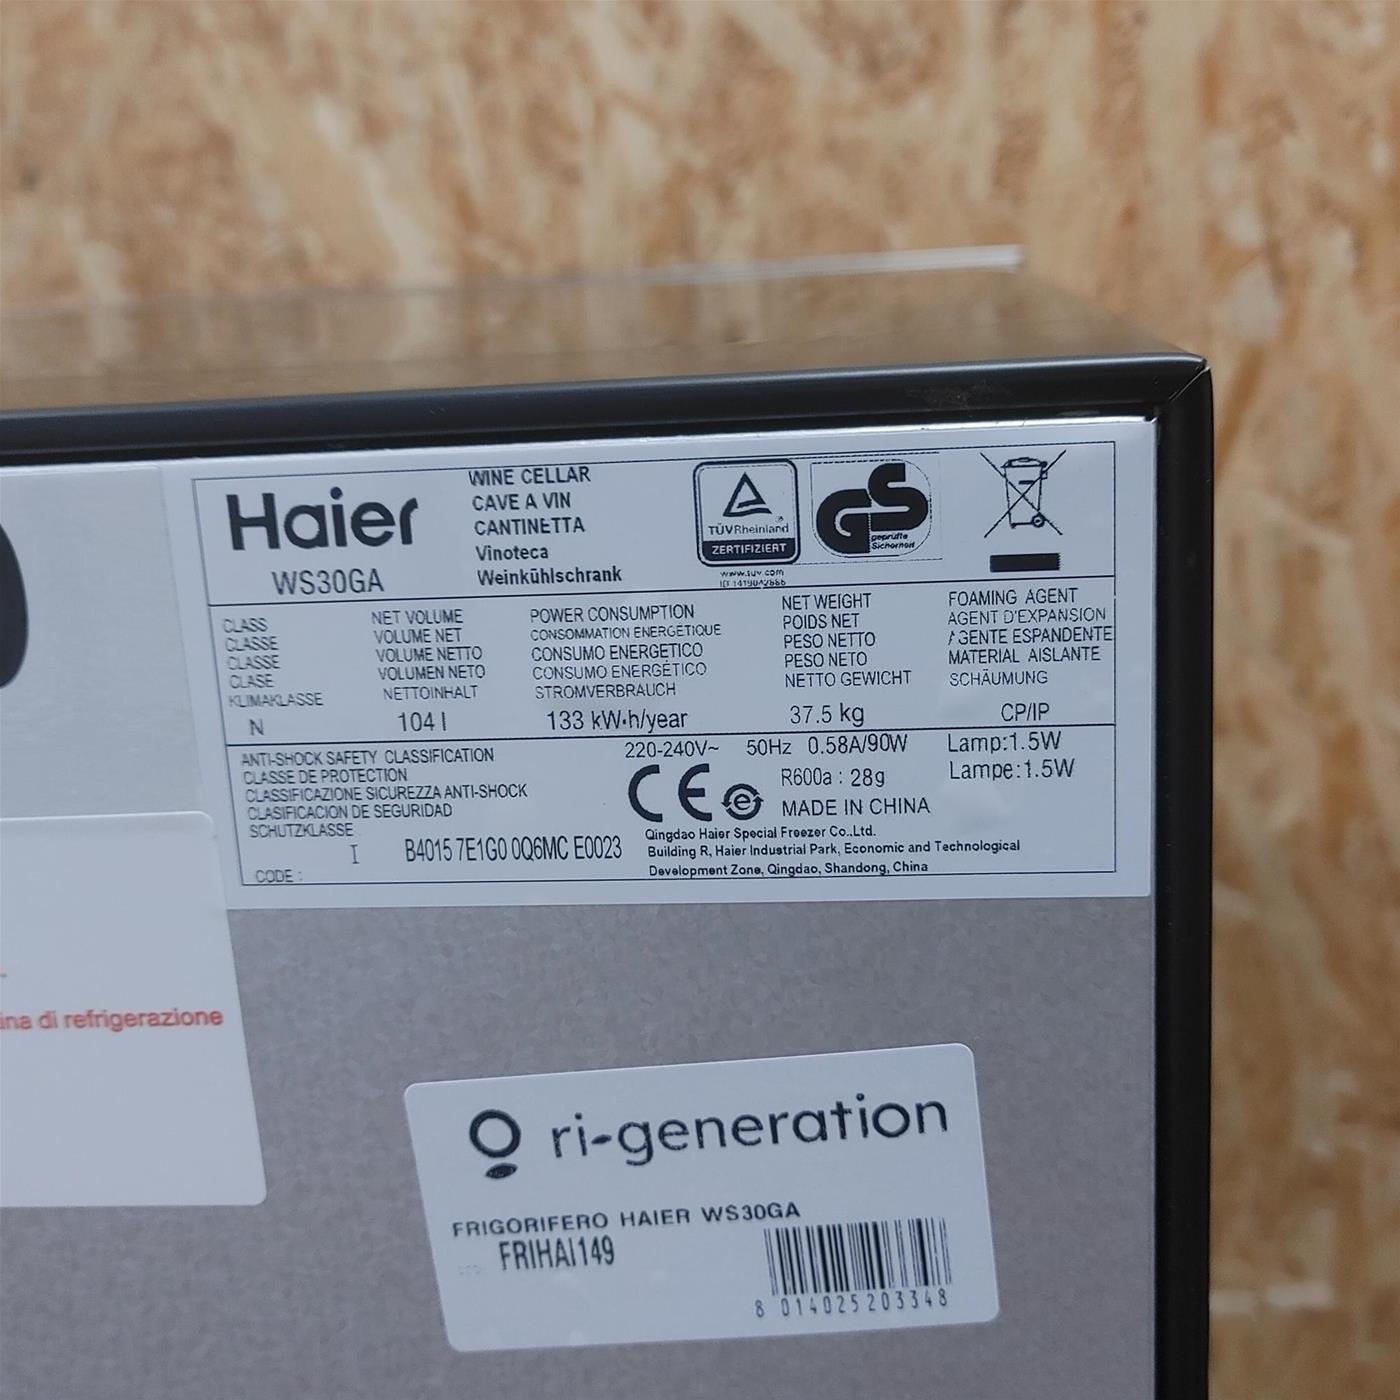 Haier
WS30GA
WINE CELLAR
CAVE A VIN
CANTINETTA
Vinoteca
Weinkühlschrank
TÜVRheinland
ZERTIFIZIERT
www.tuv.com
GS
geprüfte
Sicherheit
CLASS
CLASSE
CLASSE
CLASE
KLIMAKLASSE
N
NET VOLUME
VOLUME NET
VOLUME NETTO
VOLUMEN NETO
NETTOINHALT
104 l
POWER CONSUMPTION
CONSOMMATION ENERGETIQUE
CONSUMO ENERGETICO
CONSUMO ENERGÉTICO
STROMVERBRAUCH
133 kW·h/year
NET WEIGHT
POIDS NET
PESO NETTO
PESO NETO
NETTO GEWICHT
37.5 kg
FOAMING AGENT
AGENT D'EXPANSION
AGENTE ESPANDENTE
MATERIAL AISLANTE
SCHÄUMUNG
CP/IP
ANTI-SHOCK SAFETY CLASSIFICATION
CLASSE DE PROTECTION
CLASSIFICAZIONE SICUREZZA ANTI-SHOCK
CLASIFICACION DE SEGURIDAD
SCHUTZKLASSE
I
CODE :
B4015 7E1G0 0Q6MC E0023
220-240V~ 50Hz 0.58A/90W
Lamp:1.5W
CE
e
R600a : 28g
Lampe:1.5W
MADE IN CHINA
Qingdao Haier Special Freezer Co.,Ltd.
Building R, Haier Industrial Park, Economic and Technological
Development Zone, Qingdao, Shandong, China
ina di refrigerazione
ri-generation
FRIGORIFERO HAIER WS30GA
FRIHAI149
8 014025203348